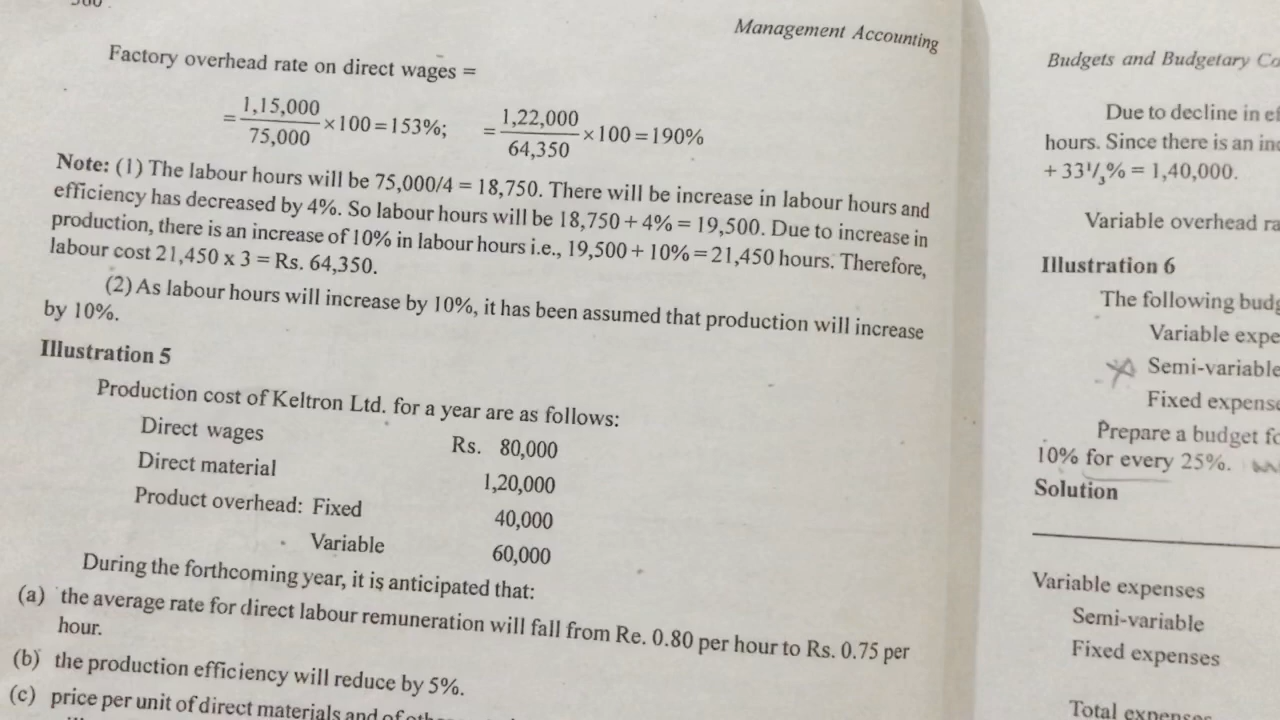 Management Accounting
Factory overhead rate on direct wages =
= 1,15,000 / 75,000 × 100 = 153%; = 1,22,000 / 64,350 × 100 = 190%
Note: (1) The labour hours will be 75,000/4 = 18,750. There will be increase in labour hours and
efficiency has decreased by 4%. So labour hours will be 18,750 + 4% = 19,500. Due to increase in
production, there is an increase of 10% in labour hours i.e., 19,500 + 10% = 21,450 hours. Therefore,
labour cost 21,450 x 3 = Rs. 64,350.
(2) As labour hours will increase by 10%, it has been assumed that production will increase
by 10%.
Illustration 5
Production cost of Keltron Ltd. for a year are as follows:
Direct wages Rs. 80,000
Direct material 1,20,000
Product overhead: Fixed 40,000
Variable 60,000
During the forthcoming year, it is anticipated that:
(a) the average rate for direct labour remuneration will fall from Re. 0.80 per hour to Rs. 0.75 per
hour.
(b) the production efficiency will reduce by 5%.
(c) price per unit of direct materials and of
Budgets and Budgetary
Due to decline in
hours. Since there is an
+ 33¹/₃% = 1,40,000.
Variable overhead
Illustration 6
The following
Variable
Semi-variable
Fixed
Prepare a budget
10% for every 25%.
Solution
Variable expenses
Semi-variable
Fixed expenses
Total expenses